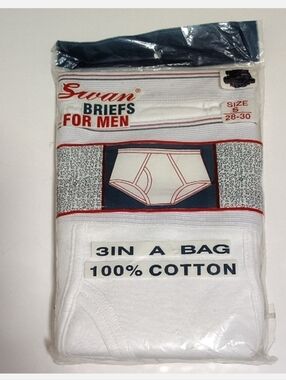 Swan®
BRIEFS
FOR MEN
SIZE
S
28-30
3 IN A BAG
100% COTTON